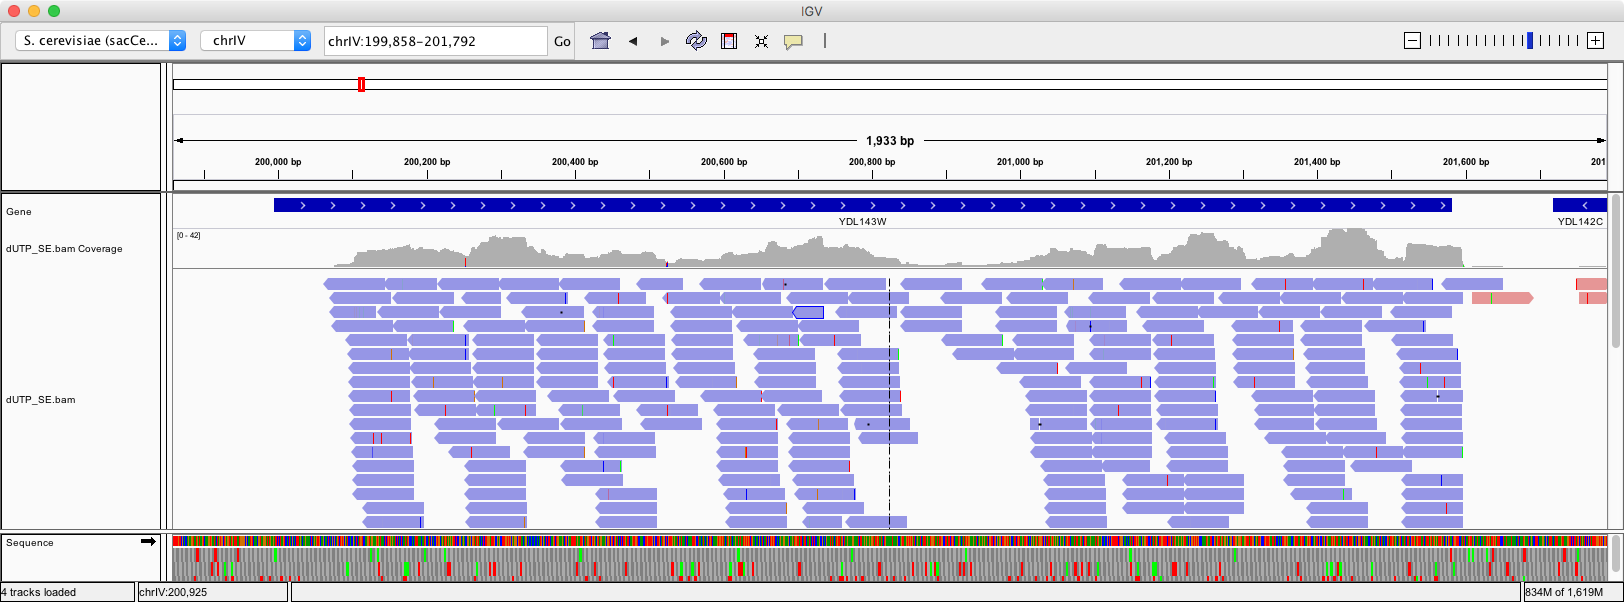 IGV
S. cerevisiae (sacCe...
chrIV
chrIV:199,858-201,792
Go
1,933 bp
200,000 bp
200,200 bp
200,400 bp
200,600 bp
200,800 bp
201,000 bp
201,200 bp
201,400 bp
201,600 bp
201
Gene
YDL143W
YDL142C
dUTP_SE.bam Coverage
[0 - 42]
dUTP_SE.bam
Sequence
4 tracks loaded
chrIV:200,925
834M of 1,619M